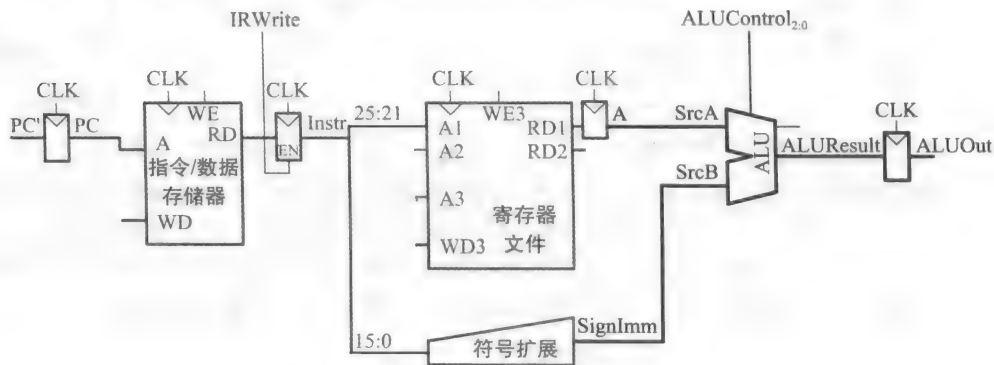 IRWrite
ALUControl2:0
CLK
CLK
CLK
CLK
CLK
CLK
PC'
PC
WE
A
RD
指令/数据
存储器
WD
EN
Instr
25:21
WE3
A1
RD1
A2
RD2
A3
寄存器
文件
WD3
A
SrcA
SrcB
ALU
ALUResult
ALUOut
SignImm
15:0
符号扩展